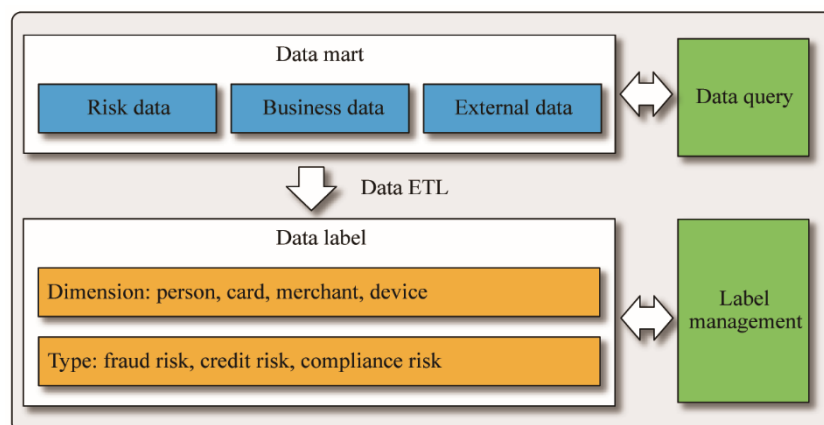 Data mart
Risk data
Business data
External data
Data query
Data ETL
Data label
Dimension: person, card, merchant, device
Type: fraud risk, credit risk, compliance risk
Label
management